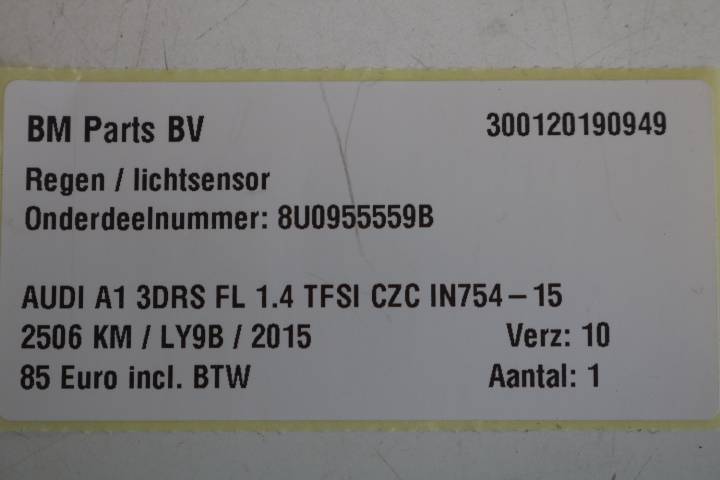 BM Parts BV 300120190949
Regen / lichtsensor
Onderdeelnummer: 8U0955559B
AUDI A1 3DRS FL 1.4 TFSI CZC IN754-15
2506 KM / LY9B / 2015 Verz: 10
85 Euro incl. BTW Aantal: 1